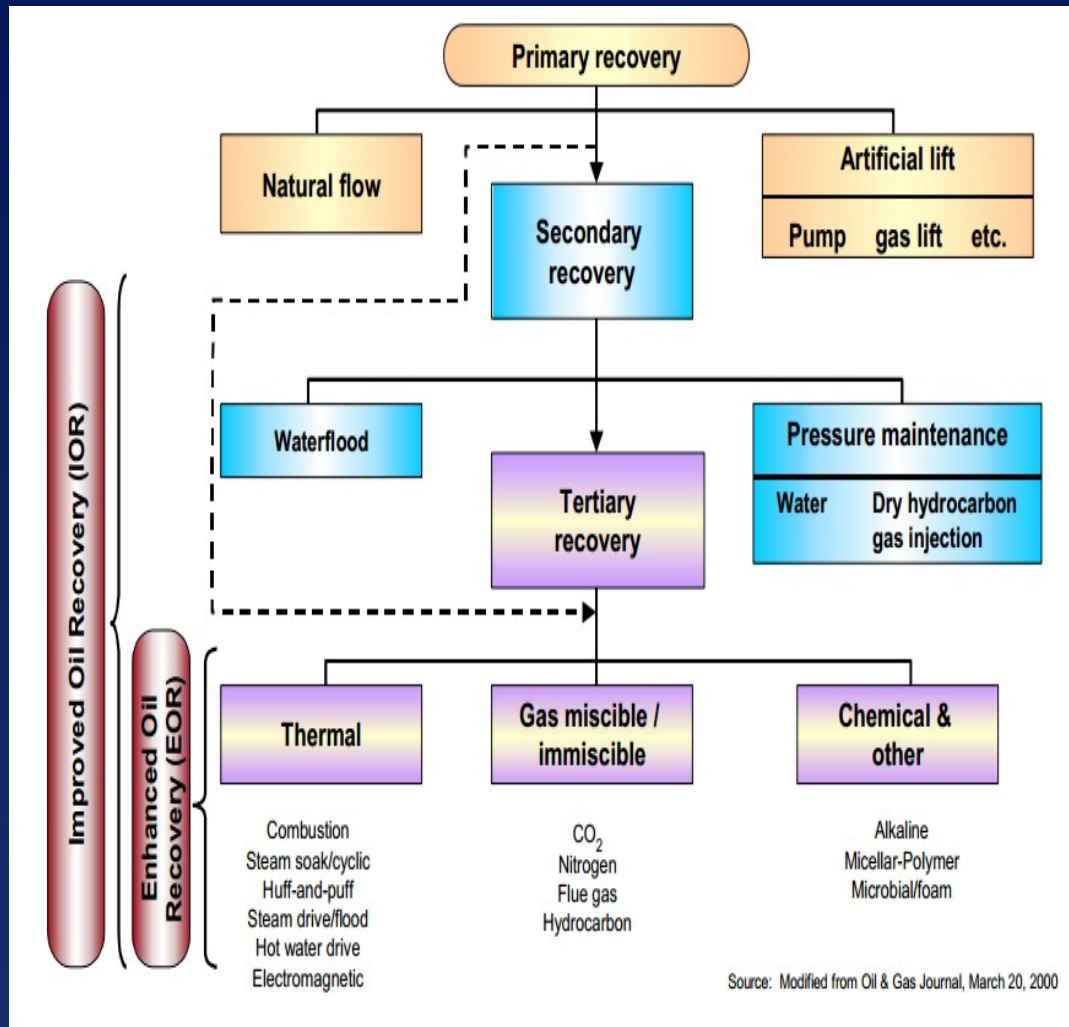 Primary recovery
Natural flow
Artificial lift
Pump gas lift etc.
Secondary
recovery
Waterflood
Pressure maintenance
Water Dry hydrocarbon
gas injection
Tertiary
recovery
Improved Oil Recovery (IOR)
Enhanced Oil
Recovery (EOR)
Thermal
Gas miscible /
immiscible
Chemical &
other
Combustion
Steam soak/cyclic
Huff-and-puff
Steam drive/flood
Hot water drive
Electromagnetic
CO₂
Nitrogen
Flue gas
Hydrocarbon
Alkaline
Micellar-Polymer
Microbial/foam
Source: Modified from Oil & Gas Journal, March 20, 2000